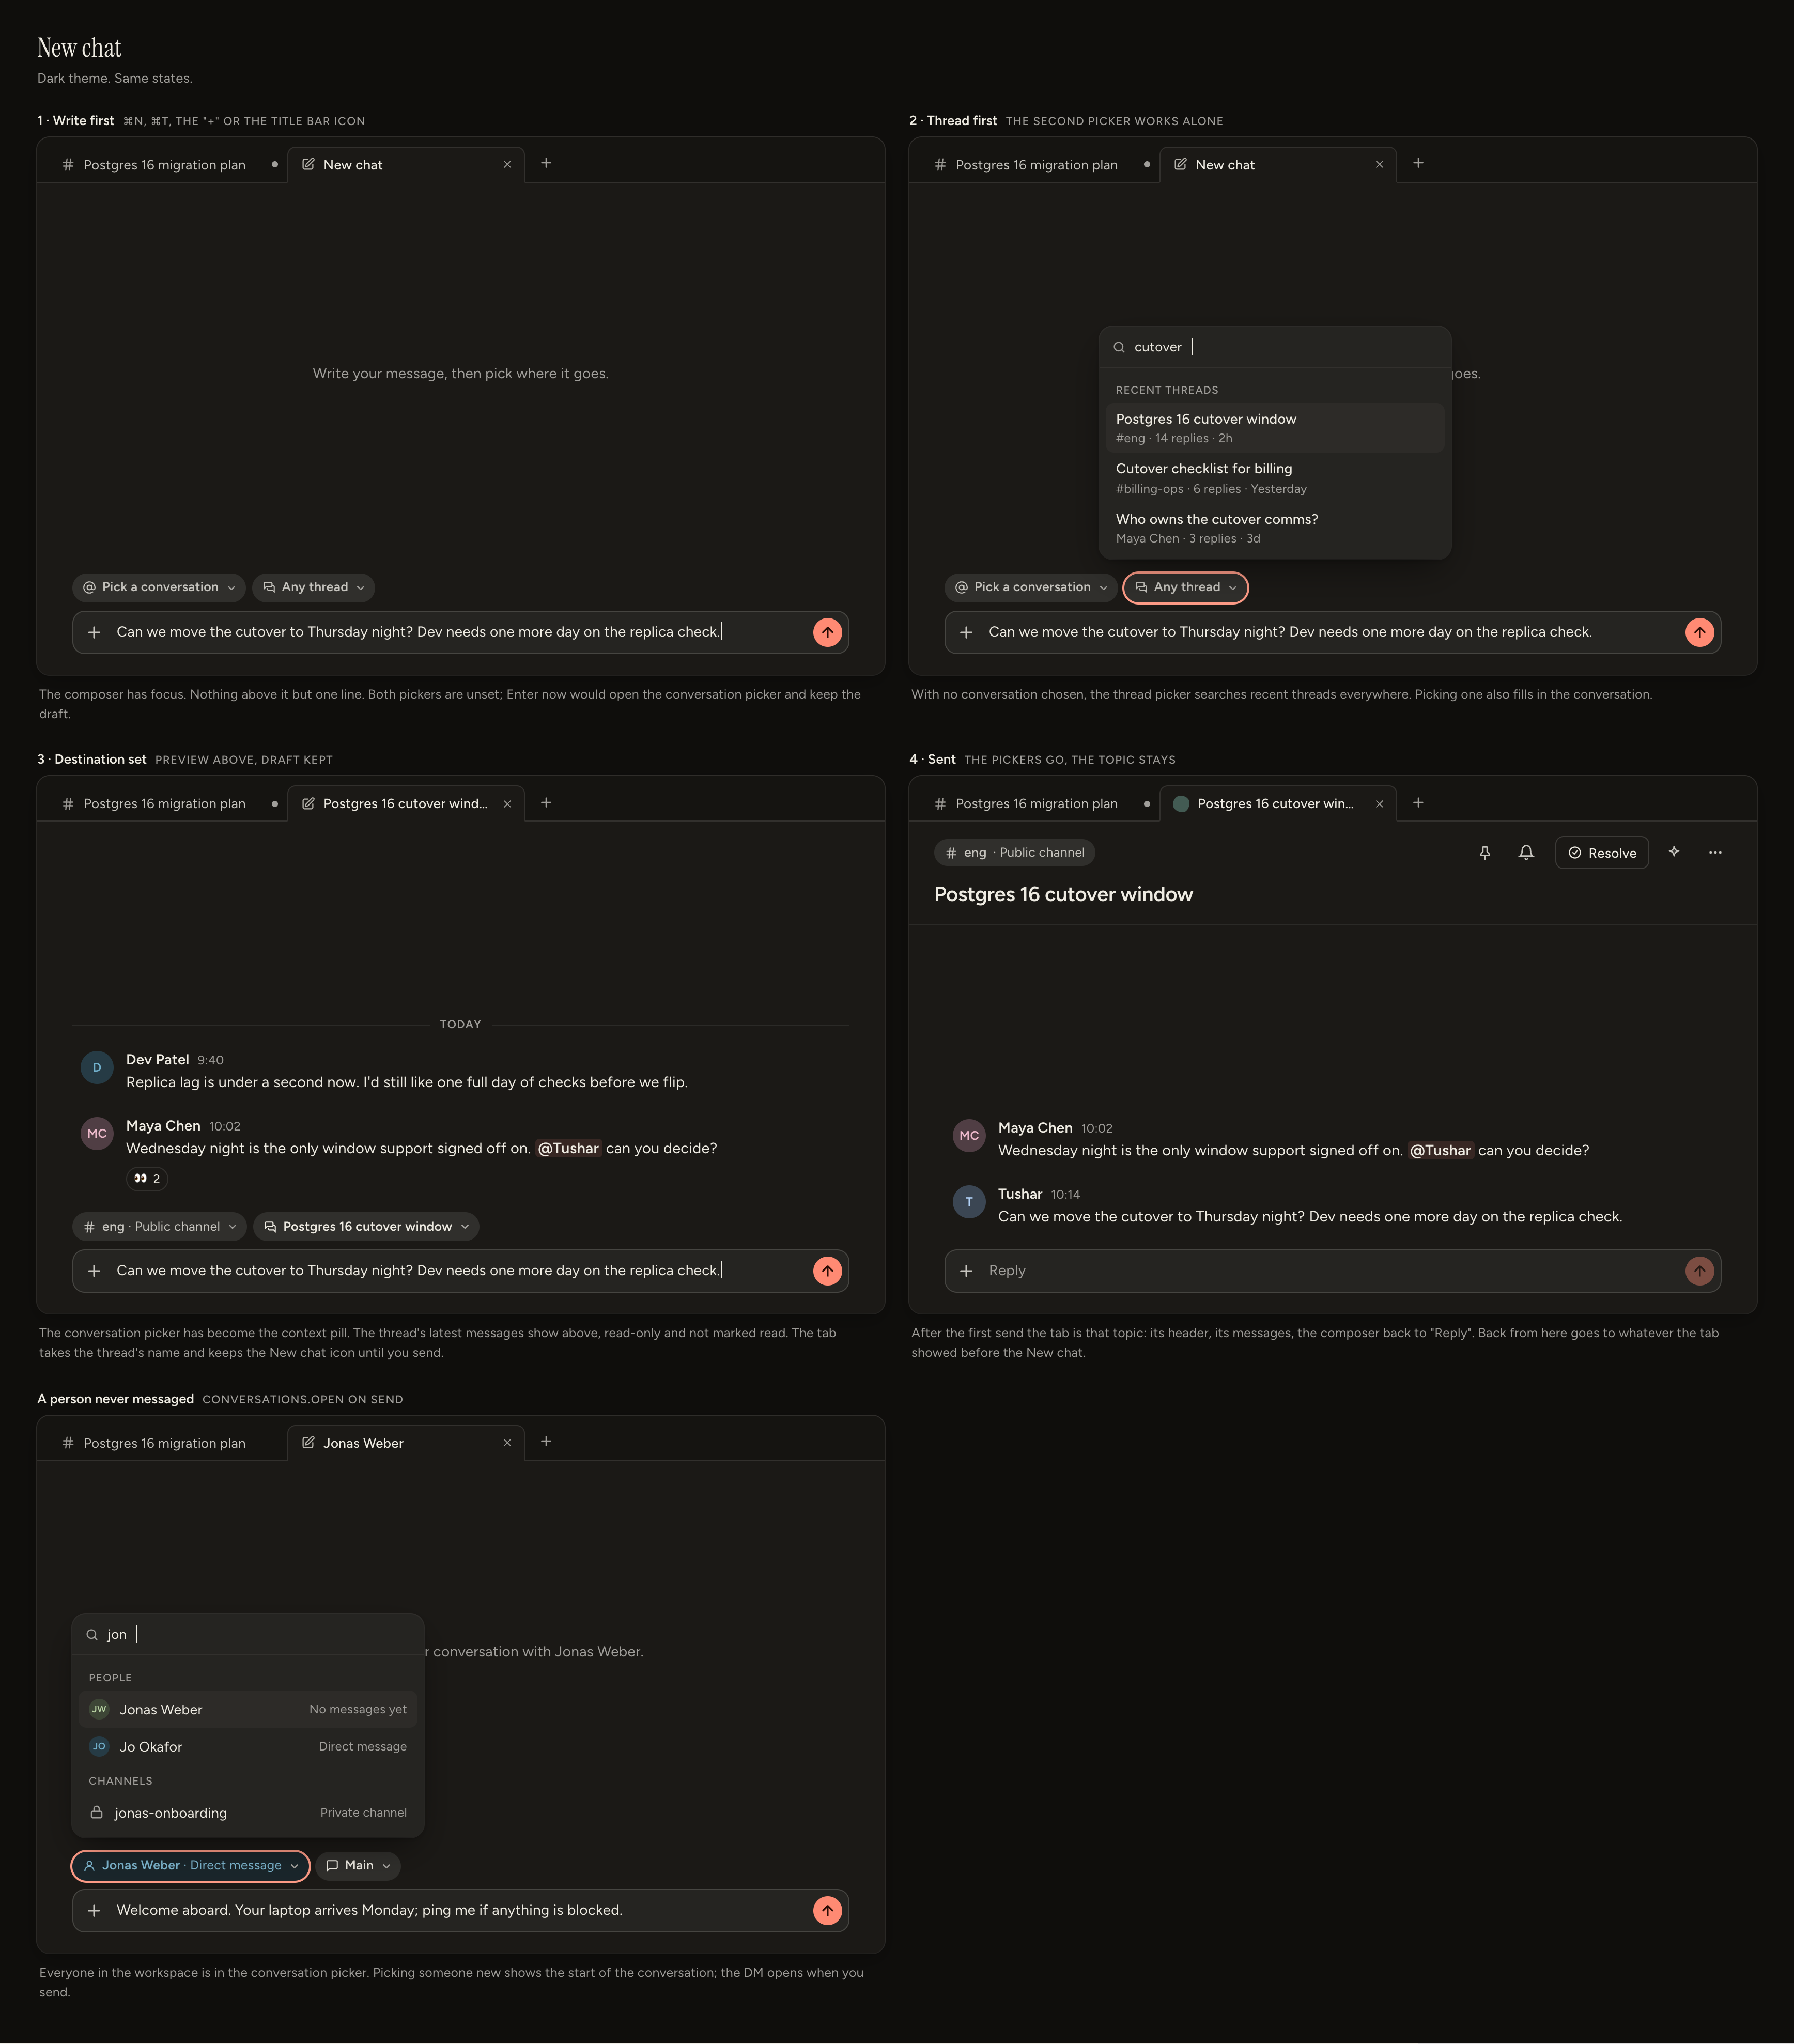 New chat
Dark theme. Same states.
1 · Write first ⌘N, ⌘T, THE "+" OR THE TITLE BAR ICON
# Postgres 16 migration plan
New chat
Write your message, then pick where it goes.
Pick a conversation
Any thread
Can we move the cutover to Thursday night? Dev needs one more day on the replica check.
The composer has focus. Nothing above it but one line. Both pickers are unset; Enter now would open the conversation picker and keep the
draft.
2 · Thread first THE SECOND PICKER WORKS ALONE
# Postgres 16 migration plan
New chat
cutover
goes.
RECENT THREADS
Postgres 16 cutover window
#eng · 14 replies · 2h
Cutover checklist for billing
#billing-ops · 6 replies · Yesterday
Who owns the cutover comms?
Maya Chen · 3 replies · 3d
Pick a conversation
Any thread
Can we move the cutover to Thursday night? Dev needs one more day on the replica check.
With no conversation chosen, the thread picker searches recent threads everywhere. Picking one also fills in the conversation.
3 · Destination set PREVIEW ABOVE, DRAFT KEPT
# Postgres 16 migration plan
Postgres 16 cutover wind...
TODAY
D
Dev Patel 9:40
Replica lag is under a second now. I'd still like one full day of checks before we flip.
MC
Maya Chen 10:02
Wednesday night is the only window support signed off on. @Tushar can you decide?
👀 2
# eng · Public channel
Postgres 16 cutover window
Can we move the cutover to Thursday night? Dev needs one more day on the replica check.
The conversation picker has become the context pill. The thread's latest messages show above, read-only and not marked read. The tab
takes the thread's name and keeps the New chat icon until you send.
4 · Sent THE PICKERS GO, THE TOPIC STAYS
# Postgres 16 migration plan
Postgres 16 cutover win...
# eng · Public channel
Resolve
Postgres 16 cutover window
MC
Maya Chen 10:02
Wednesday night is the only window support signed off on. @Tushar can you decide?
T
Tushar 10:14
Can we move the cutover to Thursday night? Dev needs one more day on the replica check.
Reply
After the first send the tab is that topic: its header, its messages, the composer back to "Reply". Back from here goes to whatever the tab
showed before the New chat.
A person never messaged CONVERSATIONS.OPEN ON SEND
# Postgres 16 migration plan
Jonas Weber
jon
r conversation with Jonas Weber.
PEOPLE
JW Jonas Weber No messages yet
JO Jo Okafor Direct message
CHANNELS
jonas-onboarding Private channel
Jonas Weber · Direct message
Main
Welcome aboard. Your laptop arrives Monday; ping me if anything is blocked.
Everyone in the workspace is in the conversation picker. Picking someone new shows the start of the conversation; the DM opens when you
send.